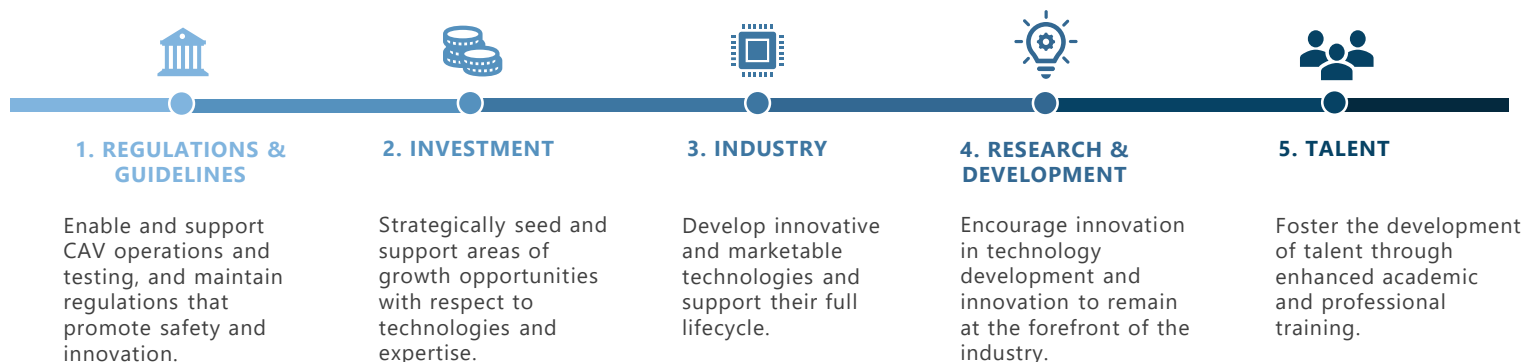 1. REGULATIONS &
GUIDELINES
Enable and support
CAV operations and
testing, and maintain
regulations that
promote safety and
innovation.
2. INVESTMENT
Strategically seed and
support areas of
growth opportunities
with respect to
technologies and
expertise.
3. INDUSTRY
Develop innovative
and marketable
technologies and
support their full
lifecycle.
4. RESEARCH &
DEVELOPMENT
Encourage innovation
in technology
development and
innovation to remain
at the forefront of the
industry.
5. TALENT
Foster the development
of talent through
enhanced academic
and professional
training.